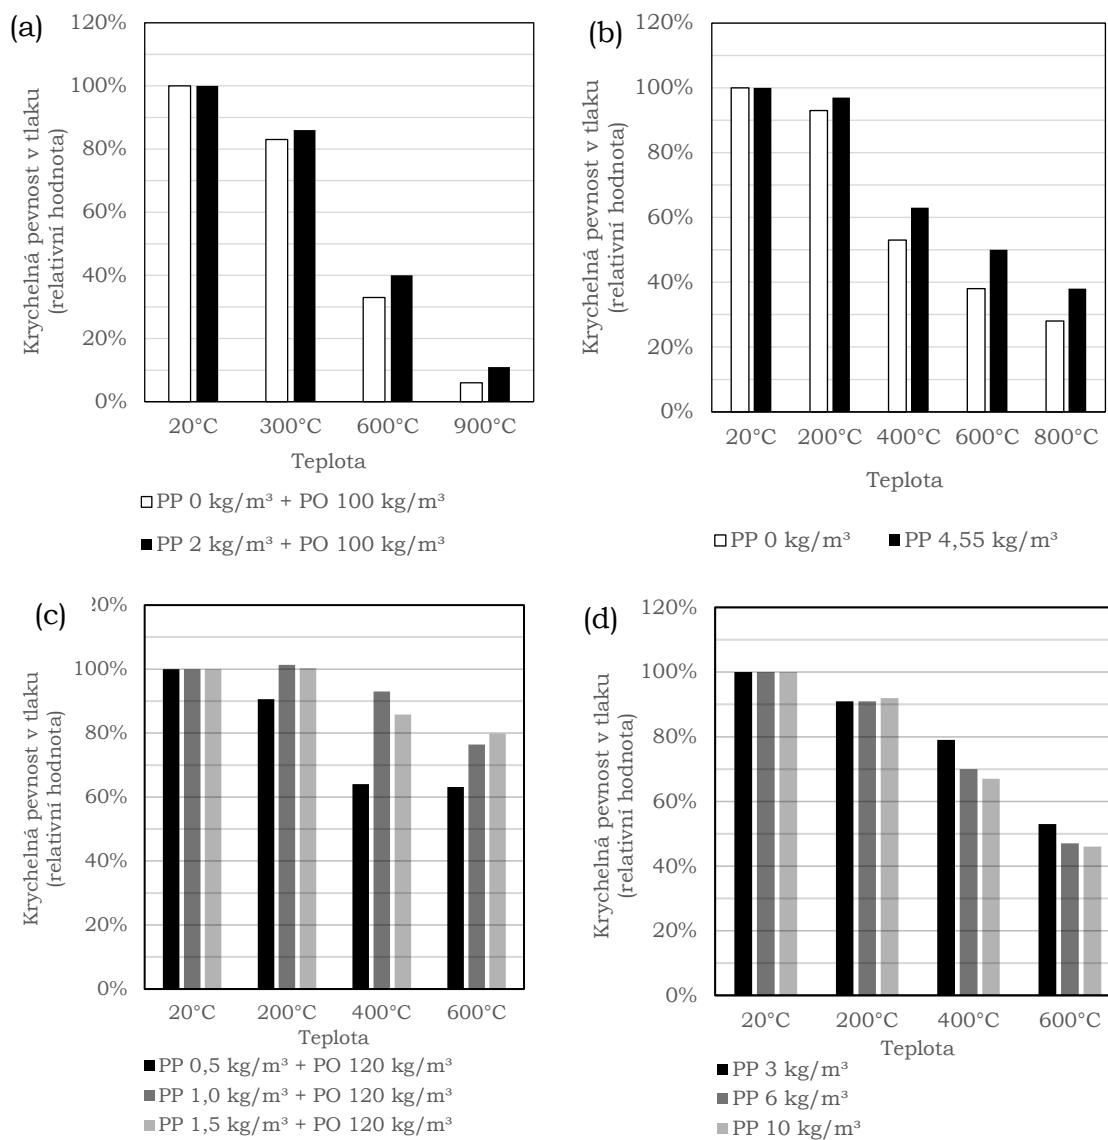 (a)
Krychelná pevnost v tlaku
(relativní hodnota)
120%
100%
80%
60%
40%
20%
0%
20°C 300°C 600°C 900°C
Teplota
PP 0 kg/m³ + PO 100 kg/m³
PP 2 kg/m³ + PO 100 kg/m³
(b)
Krychelná pevnost v tlaku
(relativní hodnota)
120%
100%
80%
60%
40%
20%
0%
20°C 200°C 400°C 600°C 800°C
Teplota
PP 0 kg/m³ PP 4,55 kg/m³
(c)
Krychelná pevnost v tlaku
(relativní hodnota)
20%
100%
80%
60%
40%
20%
0%
20°C 200°C 400°C 600°C
Teplota
PP 0,5 kg/m³ + PO 120 kg/m³
PP 1,0 kg/m³ + PO 120 kg/m³
PP 1,5 kg/m³ + PO 120 kg/m³
(d)
Krychelná pevnost v tlaku
(relativní hodnota)
120%
100%
80%
60%
40%
20%
0%
20°C 200°C 400°C 600°C
Teplota
PP 3 kg/m³
PP 6 kg/m³
PP 10 kg/m³